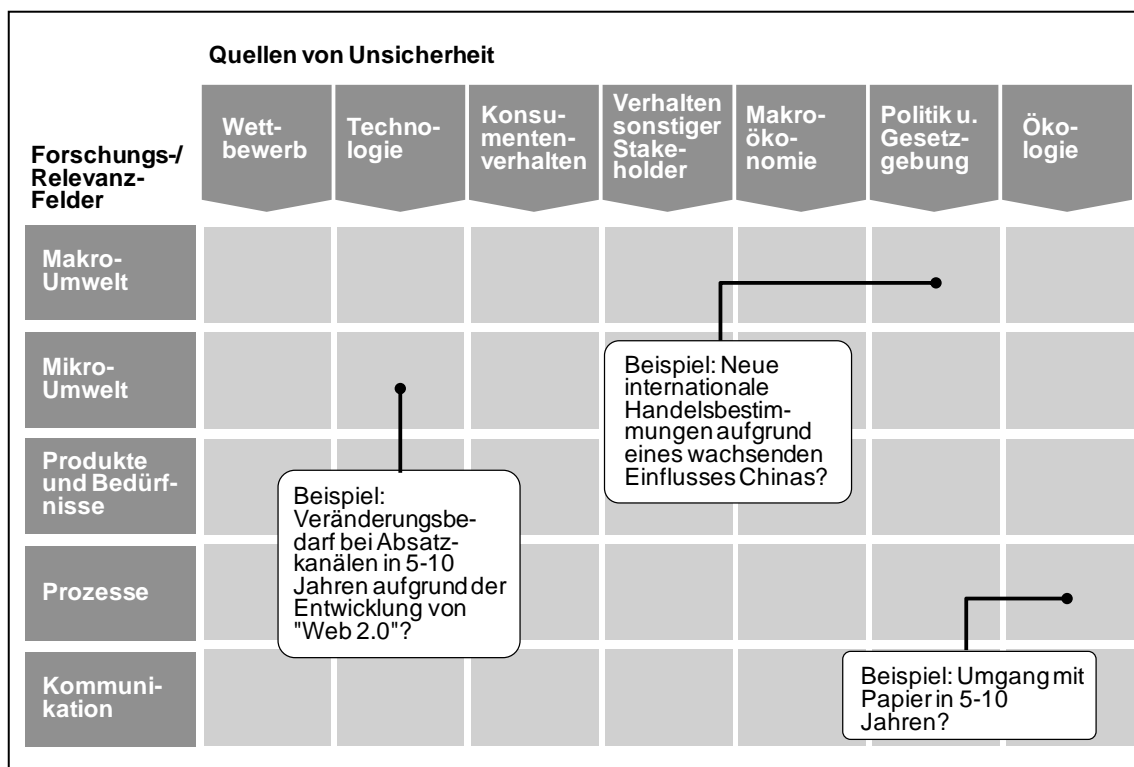 Quellen von Unsicherheit
Forschungs-/
Relevanz-
Felder
Wett-
bewerb
Techno-
logie
Konsu-
menten-
verhalten
Verhalten
sonstiger
Stake-
holder
Makro-
öko-
nomie
Politik u.
Gesetz-
gebung
Öko-
logie
Makro-
Umwelt
Mikro-
Umwelt
Beispiel: Neue
internationale
Handelsbestim-
mungen aufgrund
eines wachsenden
Einflusses Chinas?
Produkte
und Bedürf-
nisse
Beispiel:
Veränderungsbe-
darf bei Absatz-
kanälen in 5-10
Jahren aufgrund der
Entwicklung von
"Web 2.0"?
Prozesse
Kommuni-
kation
Beispiel: Umgang mit
Papier in 5-10
Jahren?